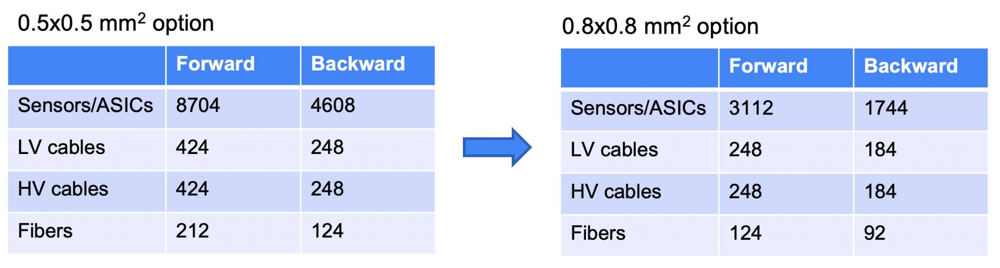 0.5x0.5 mm² option
Forward Backward
Sensors/ASICs 8704 4608
LV cables 424 248
HV cables 424 248
Fibers 212 124
0.8x0.8 mm² option
Forward Backward
Sensors/ASICs 3112 1744
LV cables 248 184
HV cables 248 184
Fibers 124 92